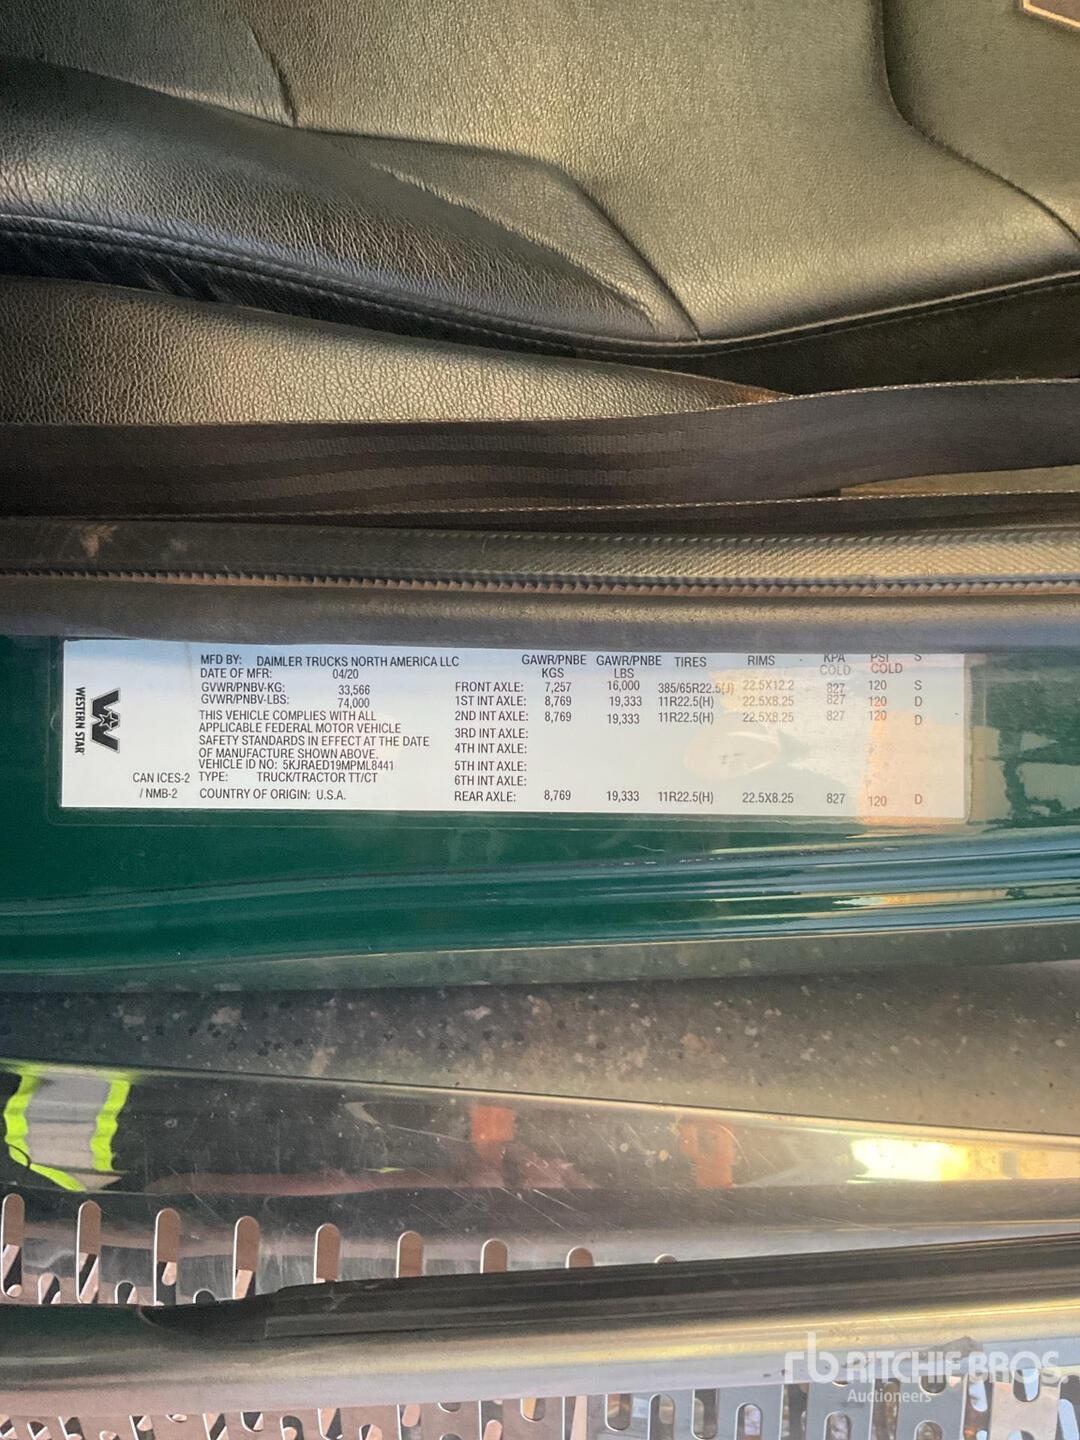 WESTERN STAR
MFD BY: DAIMLER TRUCKS NORTH AMERICA LLC
DATE OF MFR: 04/20
GVWR/PNBV-KG: 33,566
GVWR/PNBV-LBS: 74,000
THIS VEHICLE COMPLIES WITH ALL
APPLICABLE FEDERAL MOTOR VEHICLE
SAFETY STANDARDS IN EFFECT AT THE DATE
OF MANUFACTURE SHOWN ABOVE.
VEHICLE ID NO: 5KJRAED19MPML8441
CAN ICES-2 TYPE: TRUCK/TRACTOR TT/CT
/ NMB-2 COUNTRY OF ORIGIN: U.S.A.
GAWR/PNBE GAWR/PNBE TIRES RIMS KPA PSI S
KGS LBS COLD COLD
FRONT AXLE: 7,257 16,000 385/65R22.5(J) 22.5X12.2 827 120 S
1ST INT AXLE: 8,769 19,333 11R22.5(H) 22.5X8.25 827 120 D
2ND INT AXLE: 8,769 19,333 11R22.5(H) 22.5X8.25 827 120 D
3RD INT AXLE:
4TH INT AXLE:
5TH INT AXLE:
6TH INT AXLE:
REAR AXLE: 8,769 19,333 11R22.5(H) 22.5X8.25 827 120 D
rb RITCHIE BROS.
Auctioneers